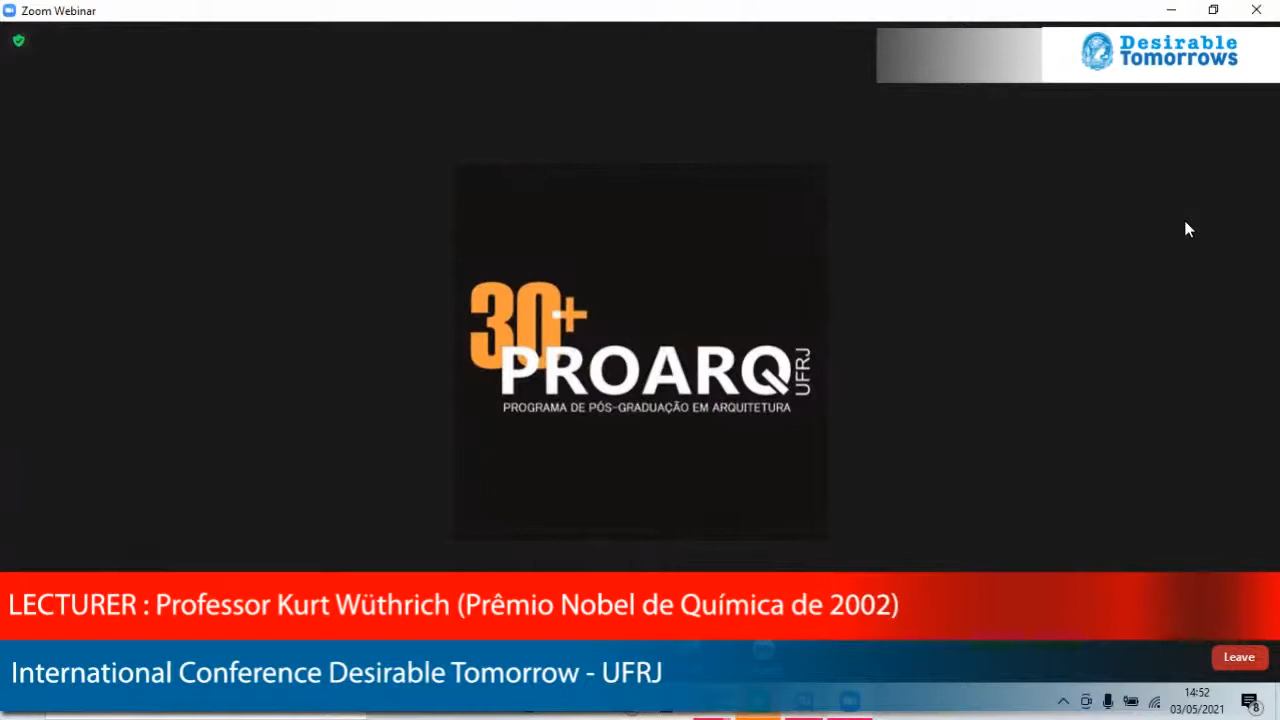 Zoom Webinar
Desirable
Tomorrows
30+
PROARQ
UFRJ
PROGRAMA DE PÓS-GRADUAÇÃO EM ARQUITETURA
LECTURER : Professor Kurt Wüthrich (Prêmio Nobel de Química de 2002)
International Conference Desirable Tomorrow - UFRJ
Leave
14:52
03/05/2021
8